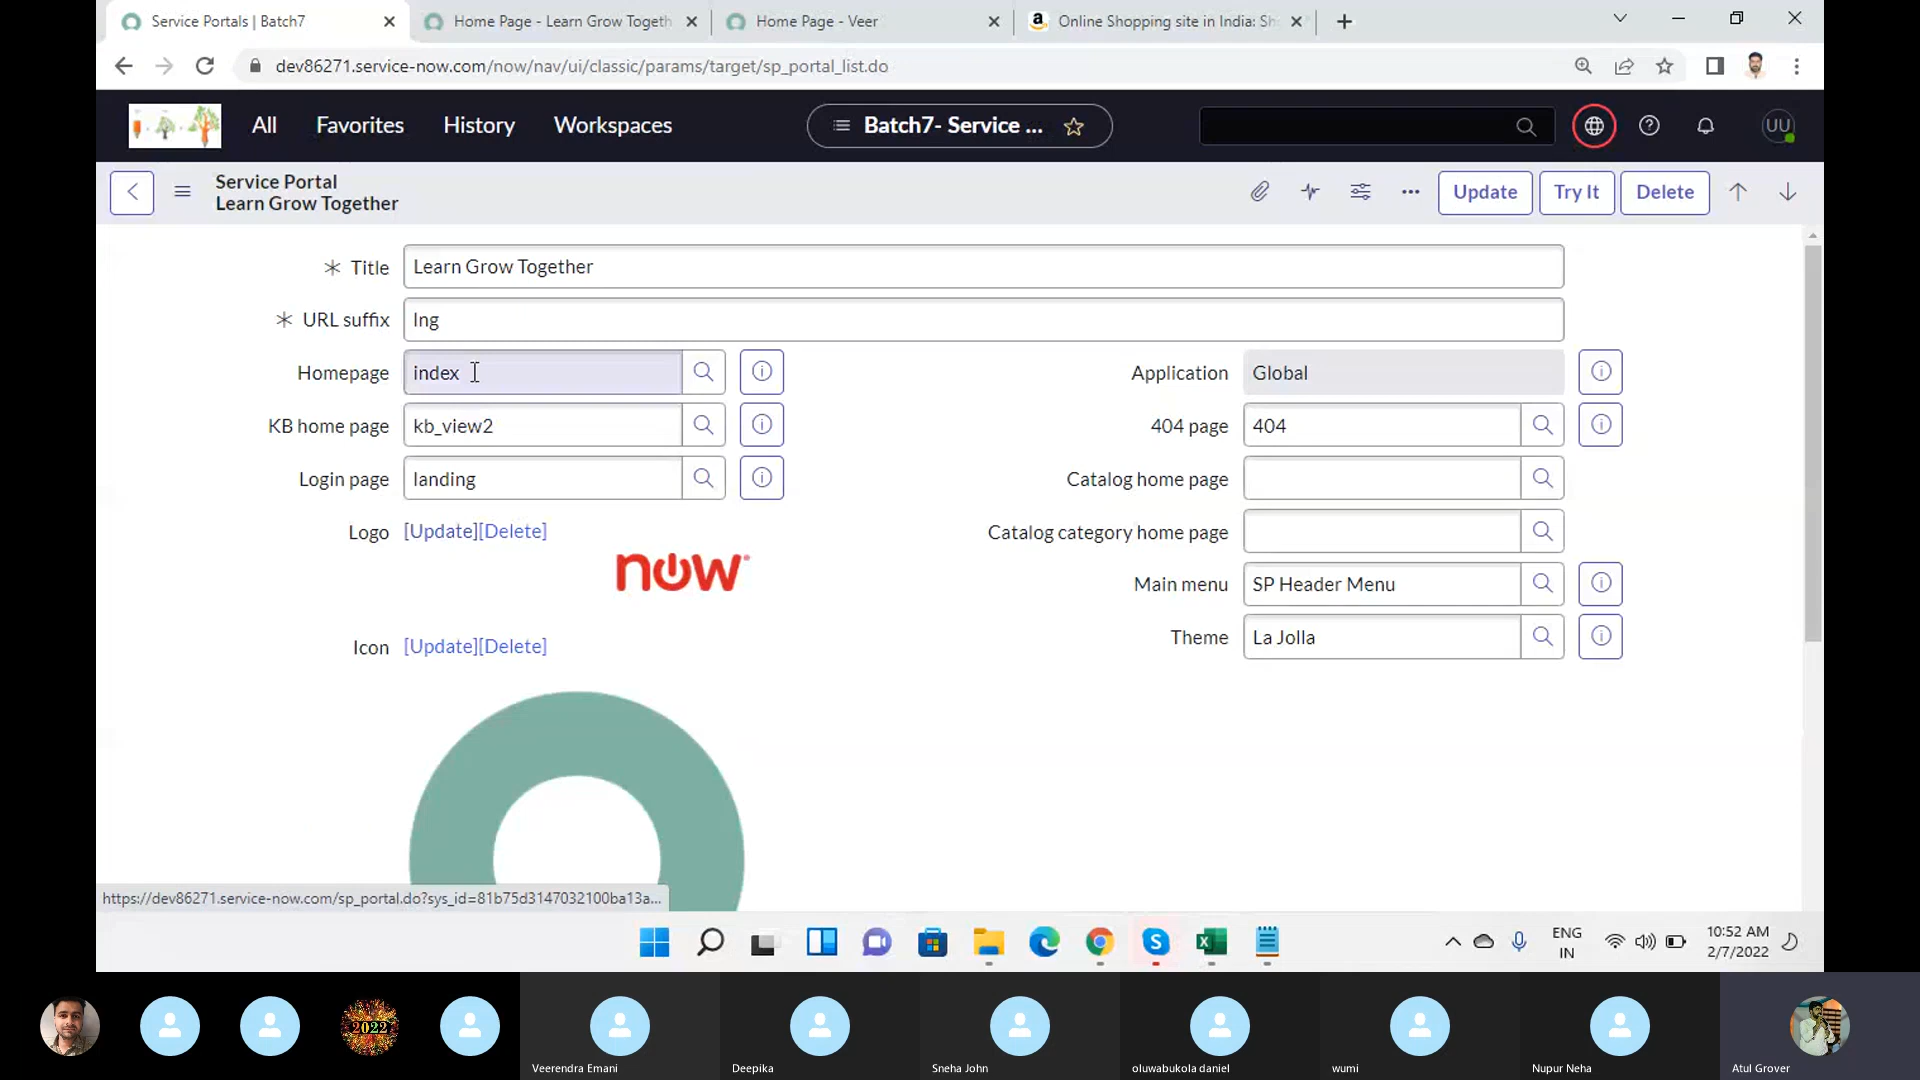 Service Portals | Batch7
Home Page - Learn Grow Togeth
Home Page - Veer
Online Shopping site in India: Sh
dev86271.service-now.com/now/nav/ui/classic/params/target/sp_portal_list.do
All
Favorites
History
Workspaces
Batch7- Service ...
UU
Service Portal
Learn Grow Together
Update
Try It
Delete
Title
Learn Grow Together
URL suffix
lng
Homepage
index
Application
Global
KB home page
kb_view2
404 page
404
Login page
landing
Catalog home page
Logo
[Update][Delete]
Catalog category home page
now
Main menu
SP Header Menu
Icon
[Update][Delete]
Theme
La Jolla
https://dev86271.service-now.com/sp_portal.do?sys_id=81b75d3147032100ba13a...
ENG
IN
10:52 AM
2/7/2022
2022
Veerendra Emani
Deepika
Sneha John
oluwabukola daniel
wumi
Nupur Neha
Atul Grover